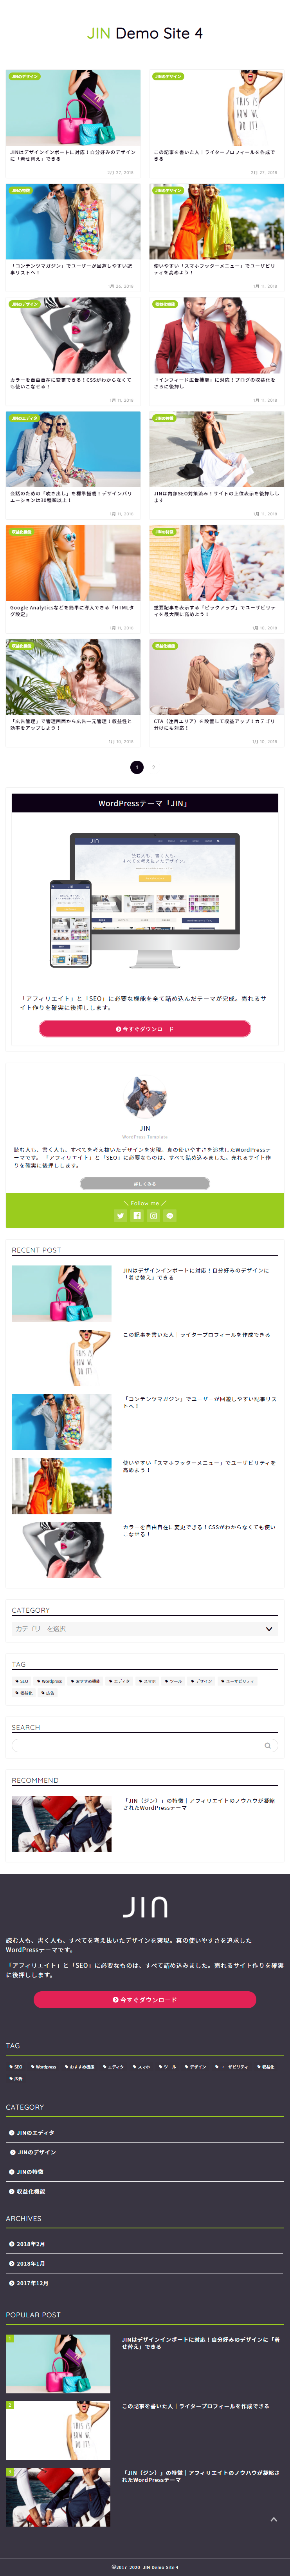 JIN Demo Site 4
JINのデザイン
JINはデザインインポートに対応！自分好みのデザイン
に「着せ替え」できる
2月 27, 2018
JINのデザイン
THIS IS
HOW
I DO
MONDAY
この記事を書いた人｜ライタープロフィールを作成で
きる
2月 27, 2018
JINの特徴
「コンテンツマガジン」でユーザーが回遊しやすい記
事リストへ！
1月 26, 2018
JINのデザイン
使いやすい「スマホフッターメニュー」でユーザビリ
ティを高めよう！
1月 11, 2018
JINのデザイン
カラーを自由自在に変更できる！CSSがわからなくて
も使いこなせる！
1月 11, 2018
収益化機能
「インフィード広告機能」に対応！ブログの収益化を
さらに後押し
1月 11, 2018
JINのエディタ
会話のための「吹き出し」を標準搭載！デザインバリ
エーションは30種類以上！
1月 11, 2018
JINの特徴
JINは内部SEO対策済み！サイトの上位表示を後押しし
ます
1月 11, 2018
収益化機能
Google Analyticsなどを簡単に導入できる「HTMLタ
グ設定」
1月 11, 2018
JINの特徴
重要記事を表示する「ピックアップ」でユーザビリテ
ィを最大限に高めよう！
1月 10, 2018
収益化機能
「広告管理」で管理画面から広告一元管理！収益性と
効率をアップしよう！
1月 10, 2018
収益化機能
CTA（注目エリア）を設置して収益アップ！カテゴリ
分けにも対応！
1月 10, 2018
1 2
WordPressテーマ「JIN」
読む人も、書く人も、
すべてを考え抜いたデザイン
「アフィリエイト」と「SEO」に必要な機能を全て詰め込んだテーマが完成。売れるサ
イト作りを確実に後押しします。
今すぐダウンロード
JIN
WordPress Template
読む人も、書く人も、すべてを考え抜いたデザインを実現。真の使いやすさを追求したWordPressテ
ーマです。 「アフィリエイト」と「SEO」に必要なものは、すべて詰め込みました。売れるサイト作
りを確実に後押しします。
詳しくみる
＼ Follow me ／
RECENT POST
JINはデザインインポートに対応！自分好みのデザインに
「着せ替え」できる
THIS IS
HOW
I DO
MONDAY
この記事を書いた人｜ライタープロフィールを作成できる
「コンテンツマガジン」でユーザーが回遊しやすい記事リス
トへ！
使いやすい「スマホフッターメニュー」でユーザビリティを
高めよう！
カラーを自由自在に変更できる！CSSがわからなくても使い
こなせる！
CATEGORY
カテゴリーを選択
TAG
SEO Wordpress おすすめ機能 エディタ スマホ ツール デザイン ユーザビリティ
収益化 広告
SEARCH
RECOMMEND
「JIN（ジン）」の特徴｜アフィリエイトのノウハウが凝縮
されたWordPressテーマ
JIN
読む人も、書く人も、すべてを考え抜いたデザインを実現。真の使いやすさを追求した
WordPressテーマです。
「アフィリエイト」と「SEO」に必要なものは、すべて詰め込みました。売れるサイト作りを確実
に後押しします。
今すぐダウンロード
TAG
SEO Wordpress おすすめ機能 エディタ スマホ ツール デザイン ユーザビリティ 収益化
広告
CATEGORY
JINのエディタ
JINのデザイン
JINの特徴
収益化機能
ARCHIVES
2018年2月
2018年1月
2017年12月
POPULAR POST
1
JINはデザインインポートに対応！自分好みのデザインに「着
せ替え」できる
2
THIS IS
HOW
I DO
MONDAY
この記事を書いた人｜ライタープロフィールを作成できる
3
「JIN（ジン）」の特徴｜アフィリエイトのノウハウが凝縮さ
れたWordPressテーマ
©2017–2020 JIN Demo Site 4